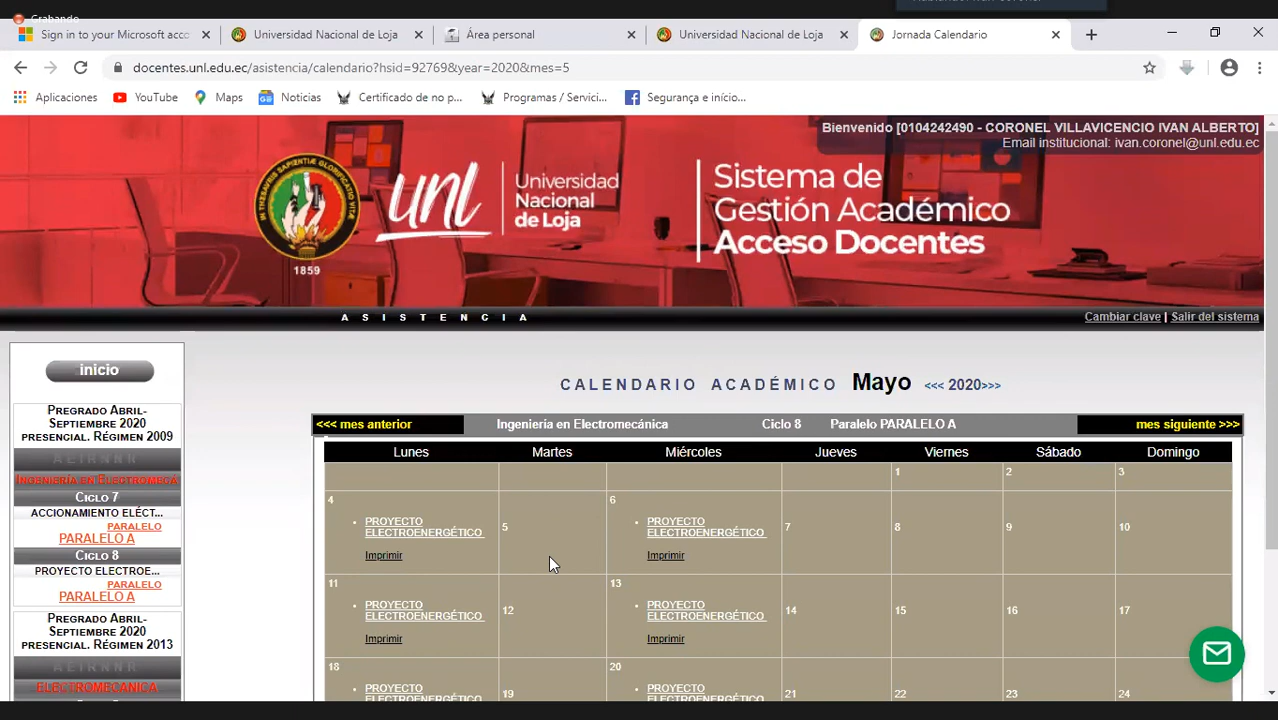 Grabando
Sign in to your Microsoft acco
Universidad Nacional de Loja
Área personal
Universidad Nacional de Loja
Jornada Calendario
docentes.unl.edu.ec/asistencia/calendario?hsid=92769&year=2020&mes=5
Aplicaciones
YouTube
Maps
Noticias
Certificado de no p...
Programas / Servici...
Segurança e início...
Bienvenido [0104242490 - CORONEL VILLAVICENCIO IVAN ALBERTO]
Email institucional: ivan.coronel@unl.edu.ec
1859
unl
Universidad
Nacional
de Loja
Sistema de
Gestión Académico
Acceso Docentes
ASISTENCIA
Cambiar clave | Salir del sistema
inicio
PREGRADO ABRIL-
SEPTIEMBRE 2020
PRESENCIAL. RÉGIMEN 2009
AEIRNNR
INGENIERÍA EN ELECTROMECÁ
CICLO 7
ACCIONAMIENTO ELÉCT...
PARALELO
PARALELO A
CICLO 8
PROYECTO ELECTROE...
PARALELO
PARALELO A
PREGRADO ABRIL-
SEPTIEMBRE 2020
PRESENCIAL. RÉGIMEN 2013
AEIRNNR
ELECTROMECANICA
CALENDARIO ACADÉMICO Mayo <<< 2020>>>
<<< mes anterior Ingeniería en Electromecánica Ciclo 8 Paralelo PARALELO A mes siguiente >>>
Lunes Martes Miércoles Jueves Viernes Sábado Domingo
1 2 3
4
PROYECTO
ELECTROENERGÉTICO
Imprimir
5
6
PROYECTO
ELECTROENERGÉTICO
Imprimir
7 8 9 10
11
PROYECTO
ELECTROENERGÉTICO
Imprimir
12
13
PROYECTO
ELECTROENERGÉTICO
Imprimir
14 15 16 17
18
PROYECTO
ELECTROENERGÉTICO
19
20
PROYECTO
ELECTROENERGÉTICO
21 22 23 24